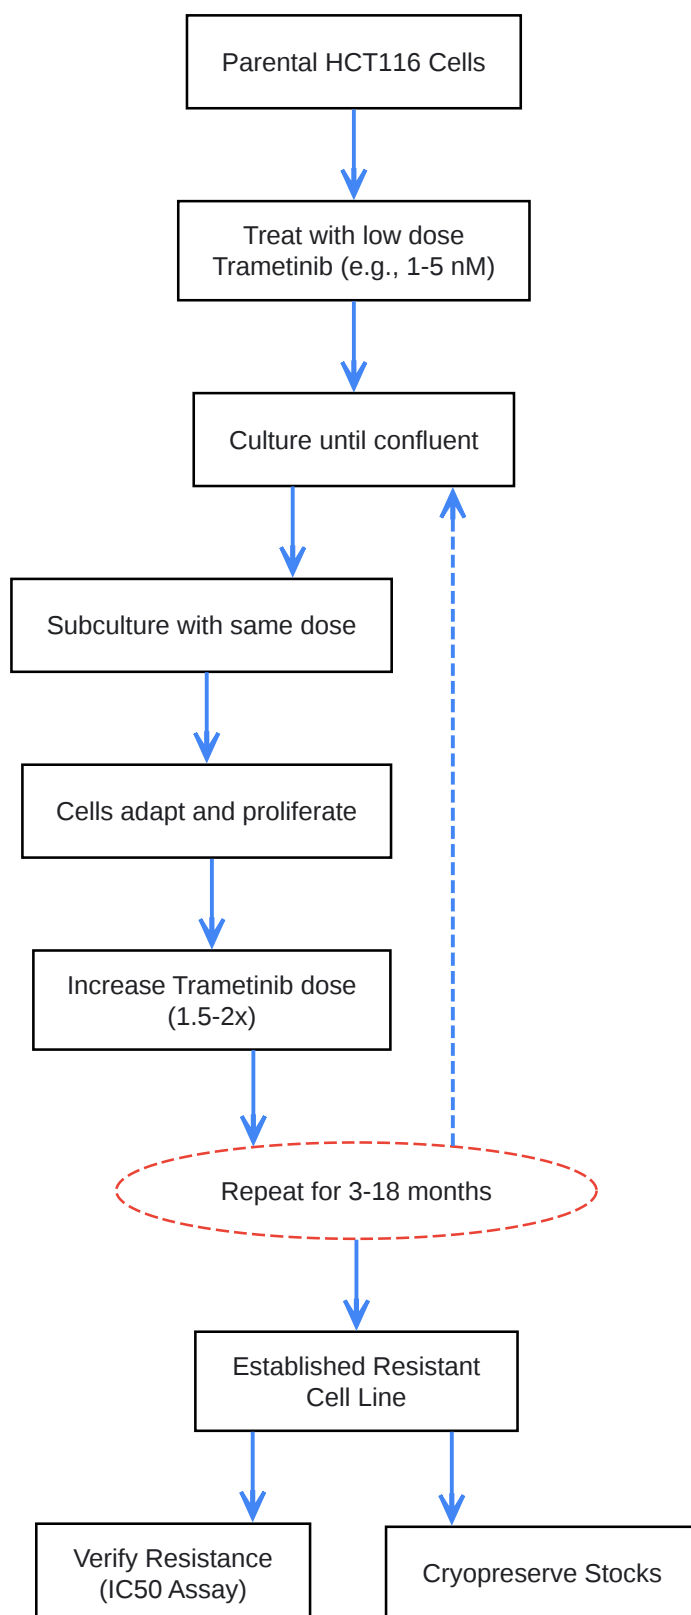 Parental HCT116 Cells
Treat with low dose
Trametinib (e.g., 1-5 nM)
Culture until confluent
Subculture with same dose
Cells adapt and proliferate
Increase Trametinib dose
(1.5-2x)
Repeat for 3-18 months
Established Resistant
Cell Line
Verify Resistance
(IC50 Assay)
Cryopreserve Stocks